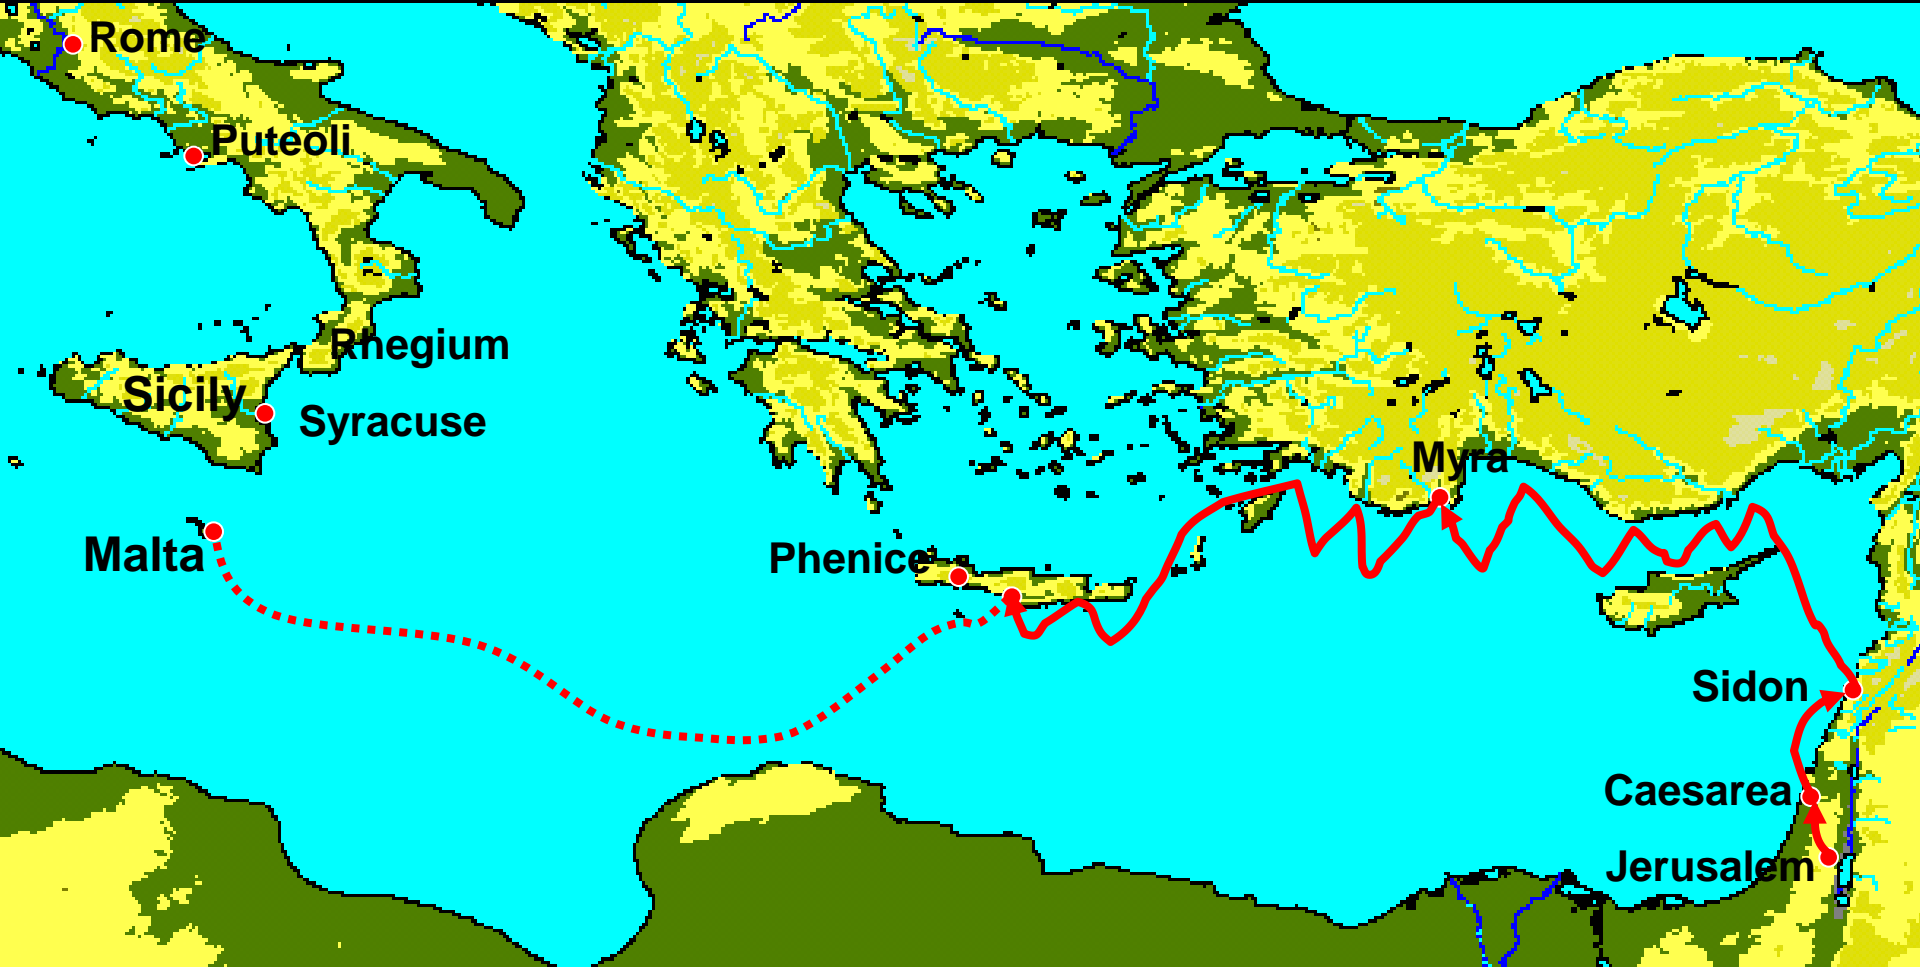 Rome
Puteoli
Rhegium
Sicily
Syracuse
Myra
Malta
Phenice
Sidon
Caesarea
Jerusalem